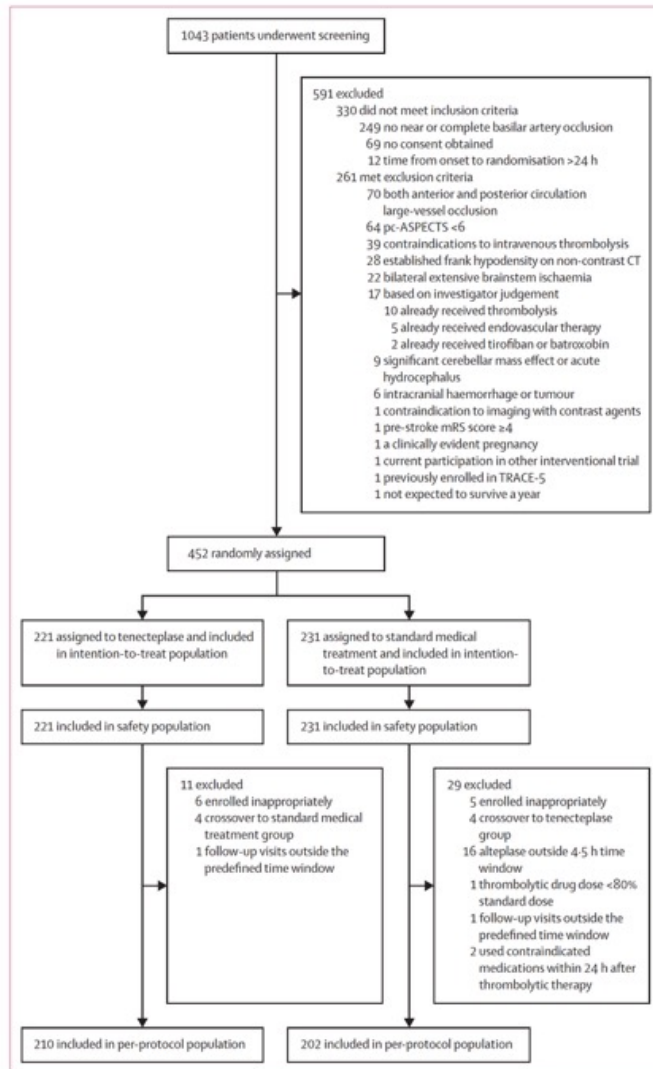 1043 patients underwent screening
591 excluded
330 did not meet inclusion criteria
249 no near or complete basilar artery occlusion
69 no consent obtained
12 time from onset to randomisation >24 h
261 met exclusion criteria
70 both anterior and posterior circulation
large-vessel occlusion
64 pc-ASPECTS <6
39 contraindications to intravenous thrombolysis
28 established frank hypodensity on non-contrast CT
22 bilateral extensive brainstem ischaemia
17 based on investigator judgement
10 already received thrombolysis
5 already received endovascular therapy
2 already received tirofiban or batroxobin
9 significant cerebellar mass effect or acute
hydrocephalus
6 intracranial haemorrhage or tumour
1 contraindication to imaging with contrast agents
1 pre-stroke mRS score ≥4
1 a clinically evident pregnancy
1 current participation in other interventional trial
1 previously enrolled in TRACE-5
1 not expected to survive a year
452 randomly assigned
221 assigned to tenecteplase and included
in intention-to-treat population
231 assigned to standard medical
treatment and included in intention-
to-treat population
221 included in safety population
231 included in safety population
11 excluded
6 enrolled inappropriately
4 crossover to standard medical
treatment group
1 follow-up visits outside the
predefined time window
29 excluded
5 enrolled inappropriately
4 crossover to tenecteplase
group
16 alteplase outside 4·5 h time
window
1 thrombolytic drug dose <80%
standard dose
1 follow-up visits outside the
predefined time window
2 used contraindicated
medications within 24 h after
thrombolytic therapy
210 included in per-protocol population
202 included in per-protocol population